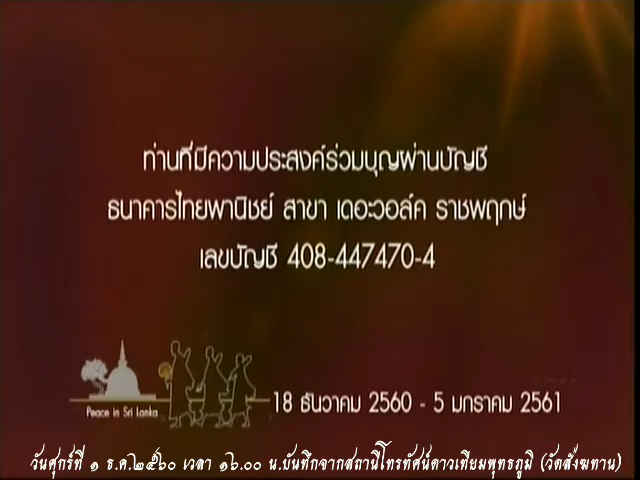 ท่านที่มีความประสงค์ร่วมบุญผ่านบัญชี
ธนาคารไทยพานิชย์ สาขา เดอะวอล์ค ราชพฤกษ์
เลขบัญชี 408-447470-4
Peace in Sri Lanka
18 ธันวาคม 2560 - 5 มกราคม 2561
วันศุกร์ที่ ๑ ธ.ค.๒๕๖๐ เวลา ๑๖.๐๐ น.บันทึกจากสถานีโทรทัศน์ดาวเทียมพุทธภูมิ (วัดสังฆทาน)